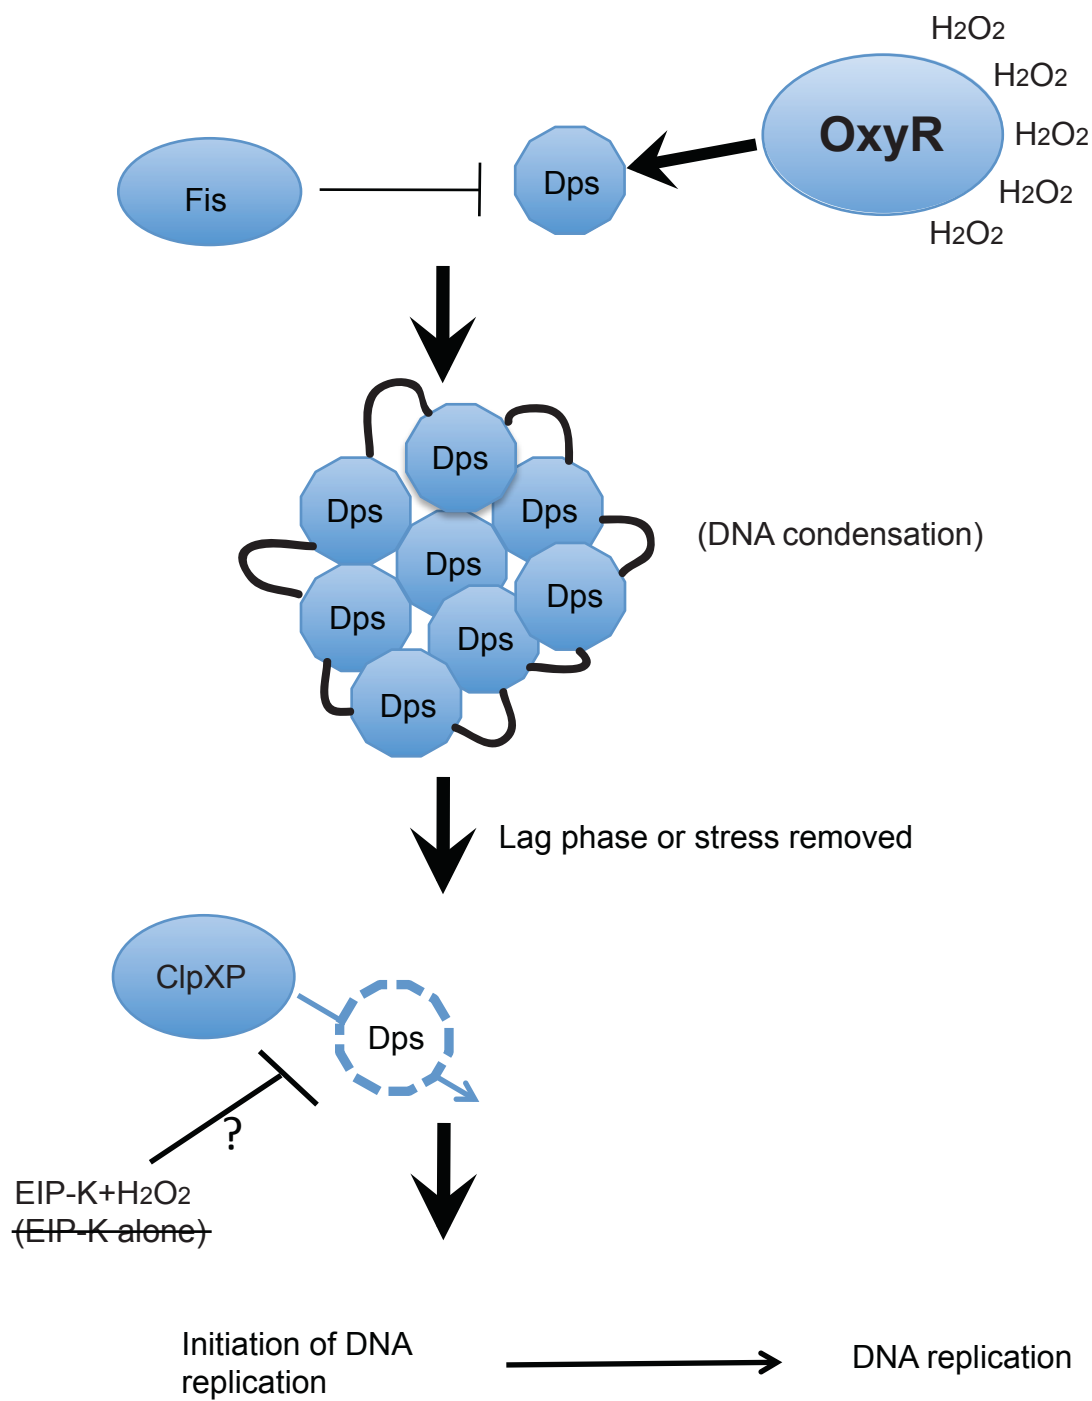 H2O2
H2O2
OxyR
H2O2
Dps
Fis
H2O2
H2O2
Dps
Dps
Dps
(DNA condensation)
Dps
Dps
Dps
Dps
Dps
Lag phase or stress removed
ClpXP
Dps
?
EIP-K+H2O2
(EIP-K alone)
Initiation of DNA
replication
DNA replication